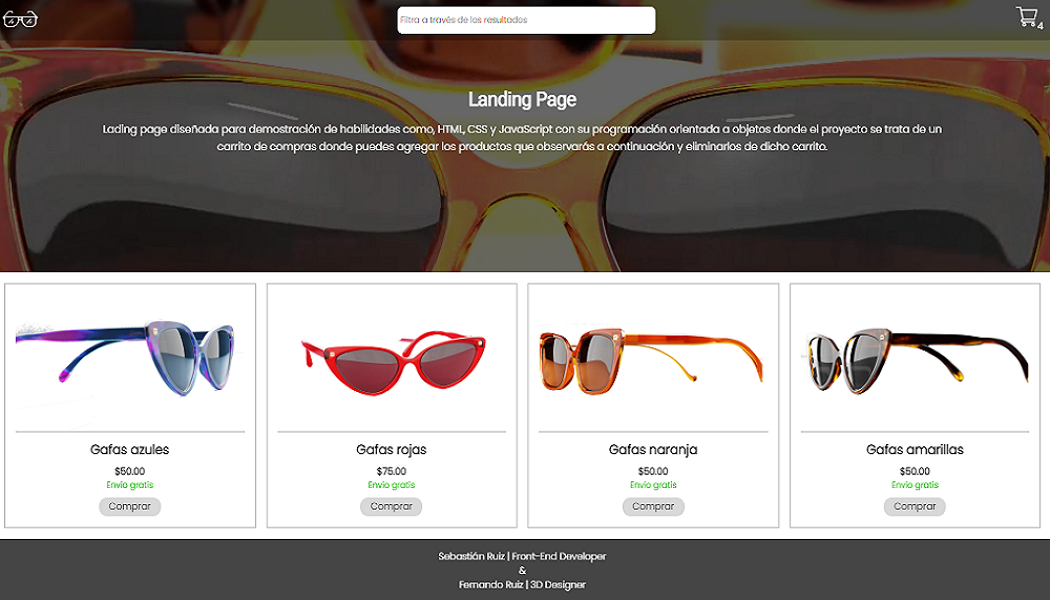 Filtra a través de los resultados
4
Landing Page
Lading page diseñada para demostración de habilidades como, HTML, CSS y JavaScript con su programación orientada a objetos donde el proyecto se trata de un
carrito de compras donde puedes agregar los productos que observarás a continuación y eliminarlos de dicho carrito.
Gafas azules
$50.00
Envío gratis
Comprar
Gafas rojas
$75.00
Envío gratis
Comprar
Gafas naranja
$50.00
Envío gratis
Comprar
Gafas amarillas
$50.00
Envío gratis
Comprar
Sebastián Ruiz | Front-End Developer
&
Fernando Ruiz | 3D Designer